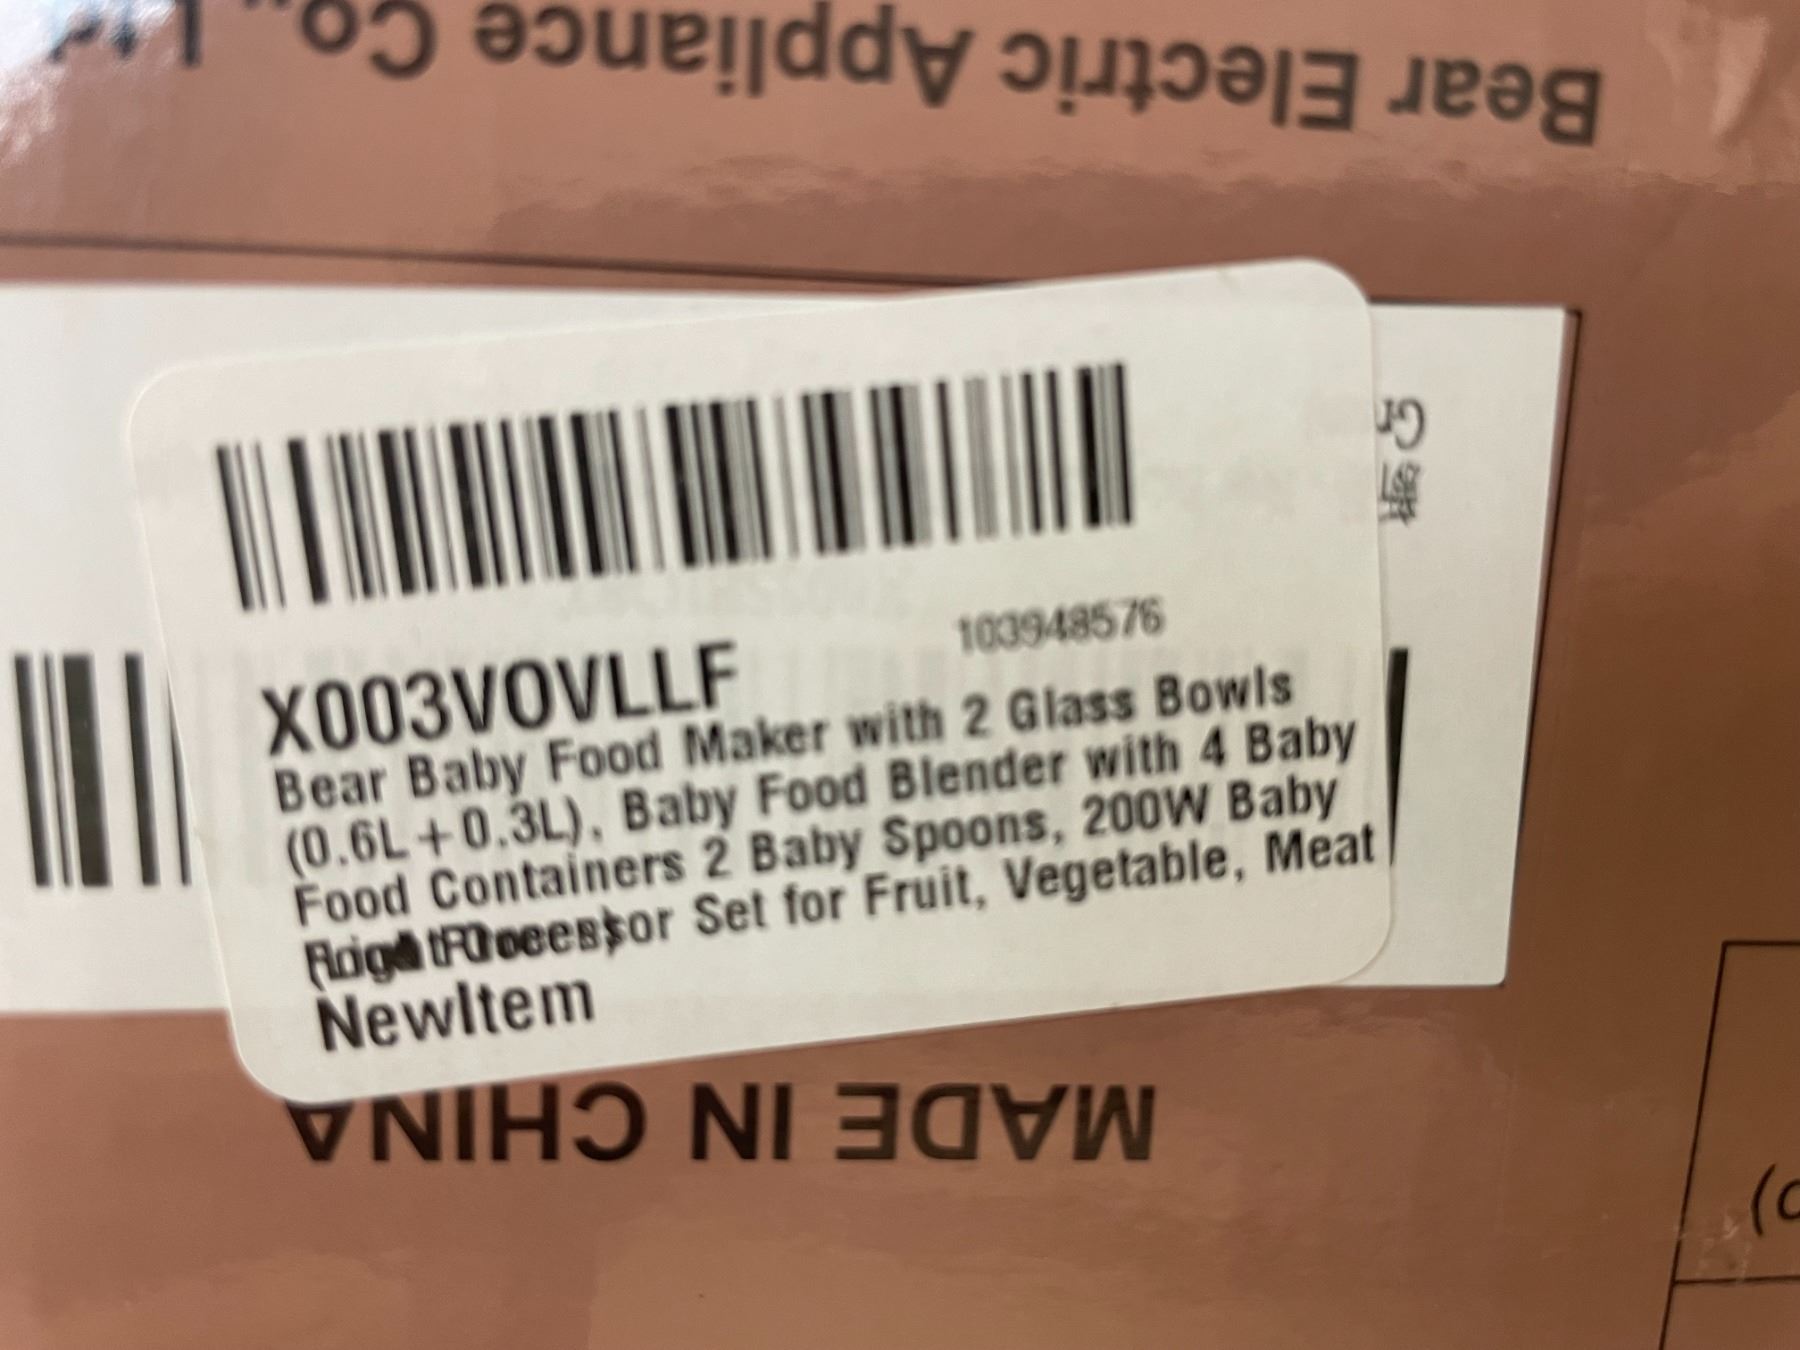 Bear Electric Appliance Co., Ltd
X003VOVLLF
103948576
Bear Baby Food Maker with 2 Glass Bowls
(0.6L+0.3L), Baby Food Blender with 4 Baby
Food Containers 2 Baby Spoons, 200W Baby
Set for Fruit, Vegetable, Meat
NewItem
MADE IN CHINA